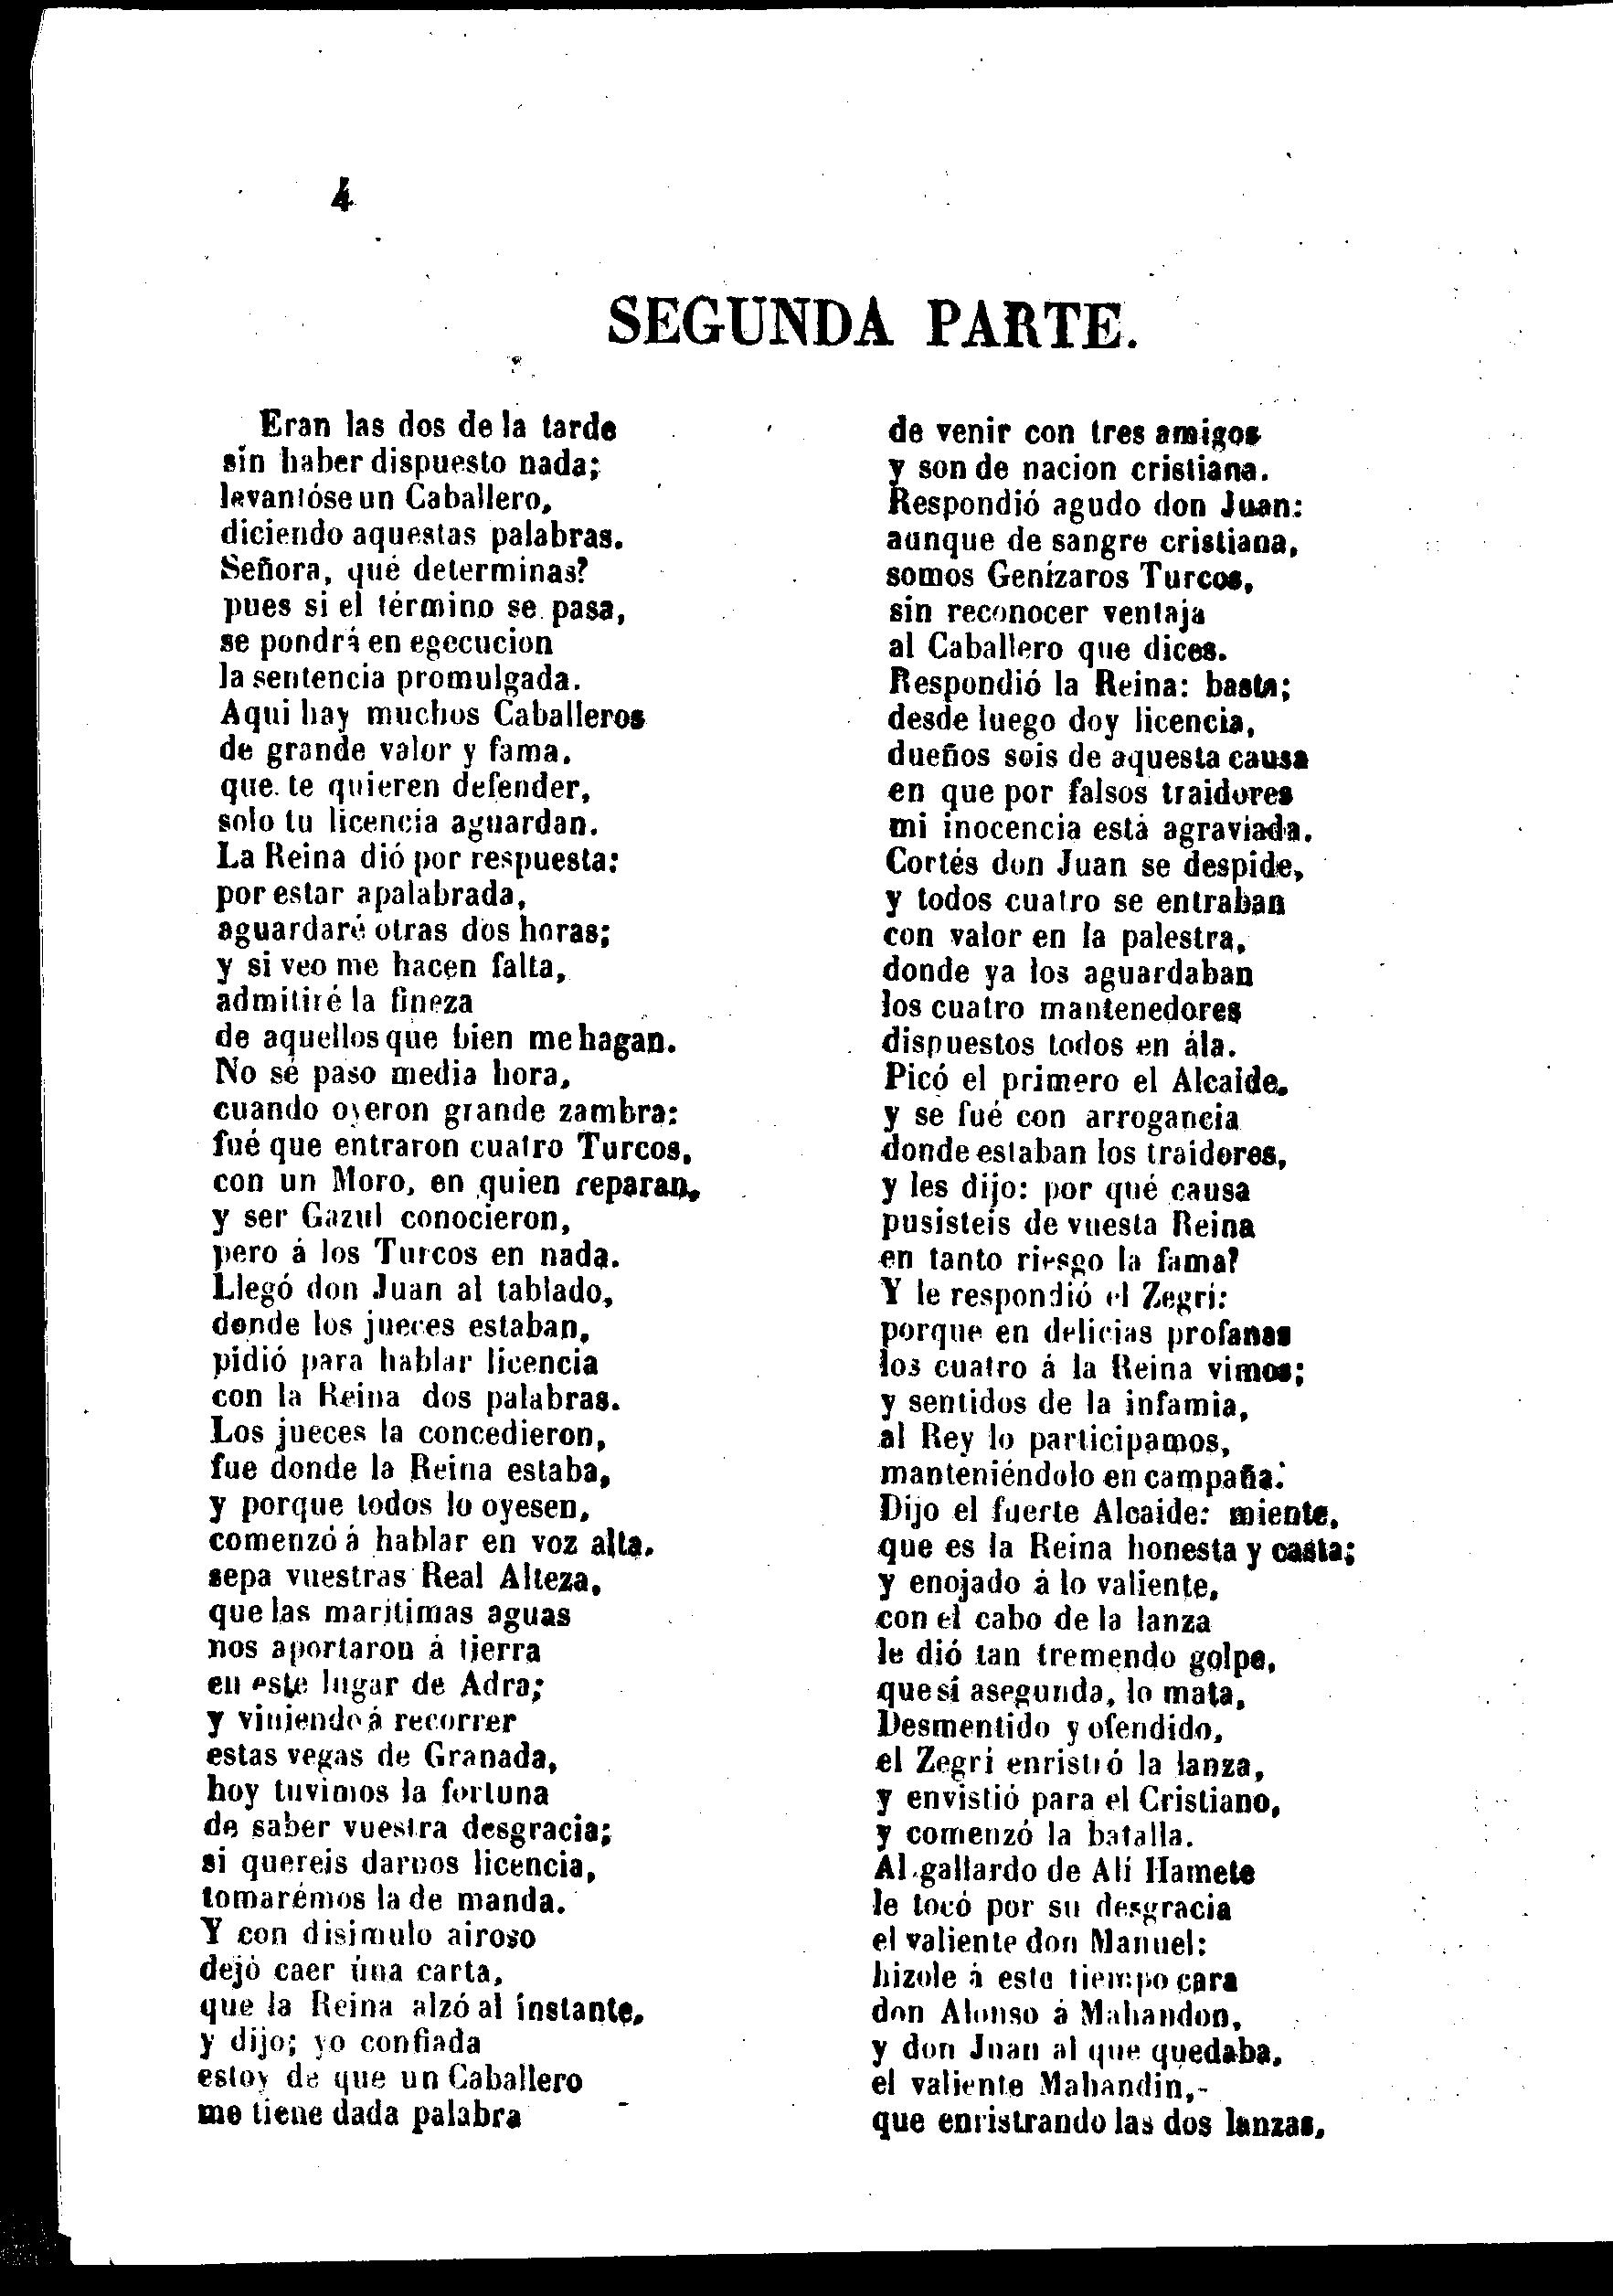 4
SEGUNDA PARTE.
Eran las dos de la tarde
sin haber dispuesto nada;
levantóse un Caballero,
diciendo aquestas palabras.
Señora, qué determinas?
pues si el término se pasa,
se pondrá en egecucion
la sentencia promulgada.
Aqui hay muchos Caballeros
de grande valor y fama,
que te quieren defender,
solo tu licencia aguardan.
La Reina dió por respuesta:
por estar apalabrada,
aguardaré otras dos horas;
y si veo me hacen falta,
admitiré la fineza
de aquellos que bien me hagan.
No sé paso media hora,
cuando oyeron grande zambra:
fué que entraron cuatro Turcos,
con un Moro, en quien reparan,
y ser Gazul conocieron,
pero á los Turcos en nada.
Llegó don Juan al tablado,
donde los jueces estaban,
pidió para hablar licencia
con la Reina dos palabras.
Los jueces la concedieron,
fue donde la Reina estaba,
y porque todos lo oyesen,
comenzó á hablar en voz alta.
sepa vuestras Real Alteza,
que las maritimas aguas
nos aportaron á tierra
en este lugar de Adra;
y viniendo á recorrer
estas vegas de Granada,
hoy tuvimos la fortuna
de saber vuestra desgracia;
si quereis darnos licencia,
tomarémos la de manda.
Y con disimulo airoso
dejó caer úna carta,
que la Reina alzó al instante,
y dijo; yo confiada
estoy de que un Caballero
me tiene dada palabra
de venir con tres amigos
y son de nacion cristiana.
Respondió agudo don Juan:
aunque de sangre cristiana,
somos Genízaros Turcos,
sin reconocer ventaja
al Caballero que dices.
Respondió la Reina: basta;
desde luego doy licencia,
dueños sois de aquesta causa
en que por falsos traidores
mi inocencia está agraviada.
Cortés don Juan se despide,
y todos cuatro se entraban
con valor en la palestra,
donde ya los aguardaban
los cuatro mantenedores
dispuestos todos en ála.
Picó el primero el Alcaide,
y se fué con arrogancia
donde estaban los traidores,
y les dijo: por qué causa
pusisteis de vuesta Reina
en tanto riesgo la fama?
Y le respondió el Zegri:
porque en delicias profanas
los cuatro á la Reina vimos;
y sentidos de la infamia,
al Rey lo participamos,
manteniéndolo en campaña.
Dijo el fuerte Alcaide: miente,
que es la Reina honesta y casta;
y enojado á lo valiente,
con el cabo de la lanza
le dió tan tremendo golpe,
que si asegunda, lo mata,
Desmentido y ofendido,
el Zegri enristró la lanza,
y envistió para el Cristiano,
y comenzó la batalla.
Al gallardo de Alí Hamete
le tocó por su desgracia
el valiente don Manuel:
hizole á este tiempo cara
don Alonso á Mahandon,
y don Juan al que quedaba,
el valiente Mahandin,-
que enristrando las dos lanzas,